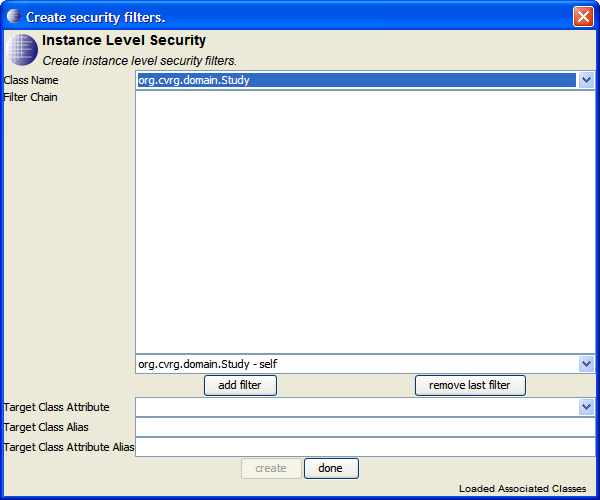 Create security filters.
Instance Level Security
Create instance level security filters.
Class Name
org.cvrg.domain.Study
Filter Chain
org.cvrg.domain.Study - self
add filter
remove last filter
Target Class Attribute
Target Class Alias
Target Class Attribute Alias
create
done
Loaded Associated Classes